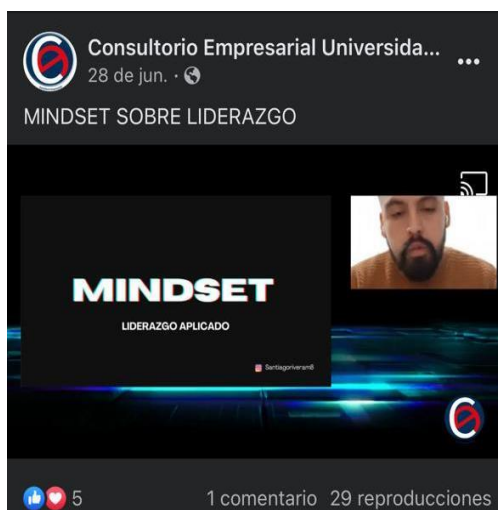 Consultorio Empresarial Universida...
28 de jun. ·
MINDSET SOBRE LIDERAZGO
MINDSET
LIDERAZGO APLICADO
Santiagoriveram8
5
1 comentario 29 reproducciones